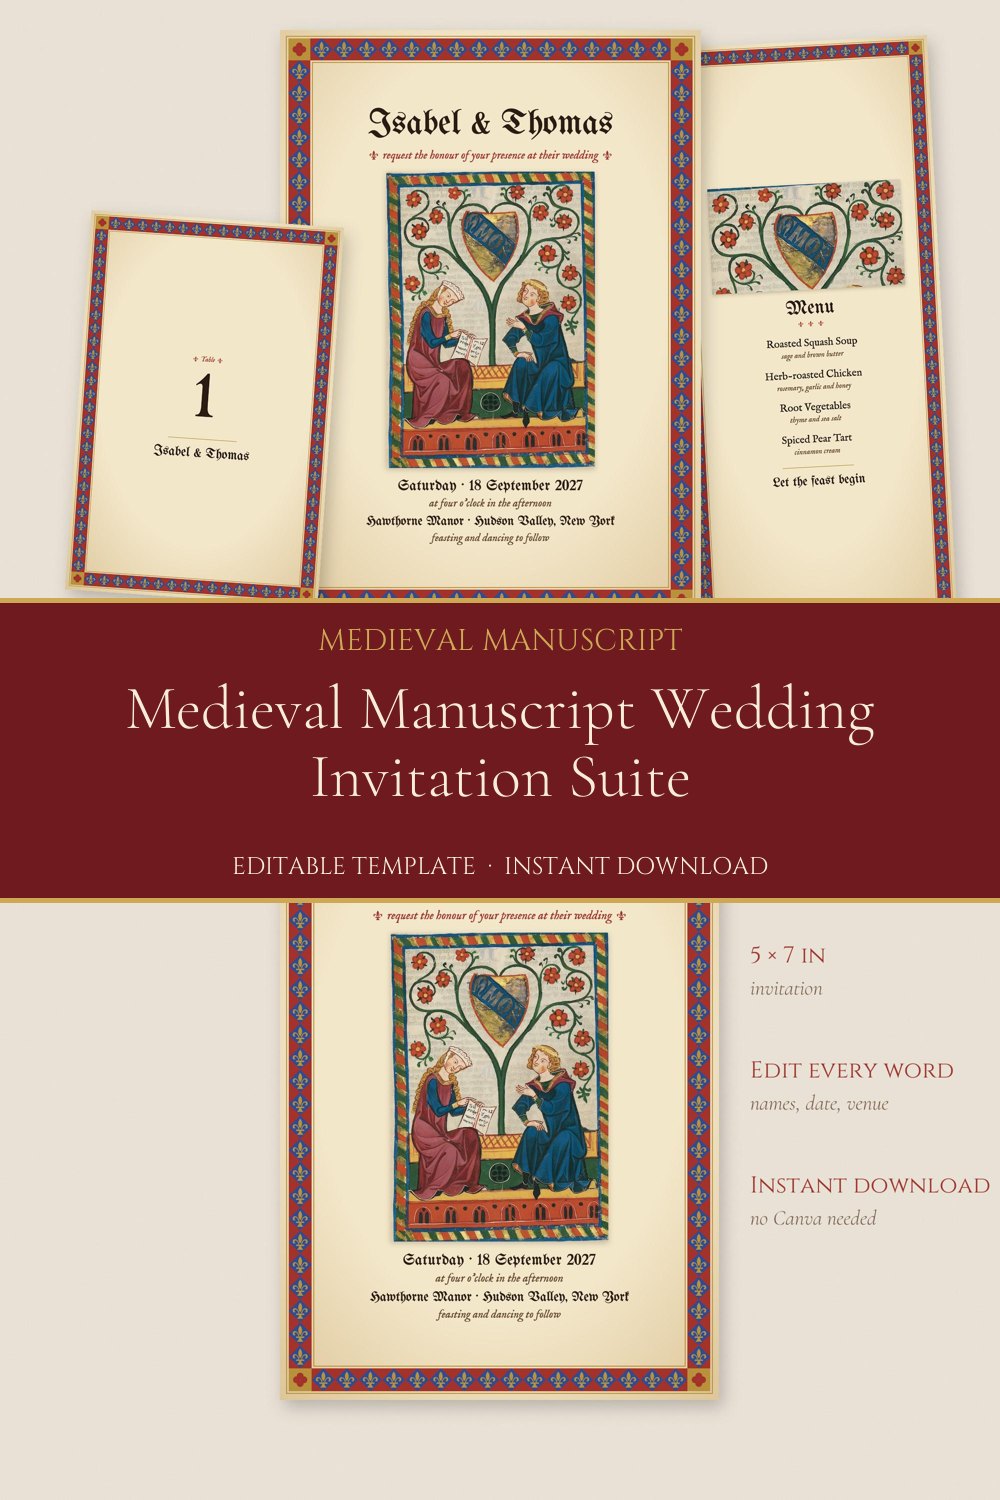 Isabel & Thomas
request the honour of your presence at their wedding
AMOR
Saturday · 18 September 2027
at four o'clock in the afternoon
Hawthorne Manor · Hudson Valley, New York
feasting and dancing to follow
Table
1
Isabel & Thomas
Menu
Roasted Squash Soup
sage and brown butter
Herb-roasted Chicken
rosemary, garlic and honey
Root Vegetables
thyme and sea salt
Spiced Pear Tart
cinnamon cream
Let the feast begin
MEDIEVAL MANUSCRIPT
Medieval Manuscript Wedding
Invitation Suite
EDITABLE TEMPLATE · INSTANT DOWNLOAD
request the honour of your presence at their wedding
AMOR
Saturday · 18 September 2027
at four o'clock in the afternoon
Hawthorne Manor · Hudson Valley, New York
feasting and dancing to follow
5 × 7 IN
invitation
EDIT EVERY WORD
names, date, venue
INSTANT DOWNLOAD
no Canva needed